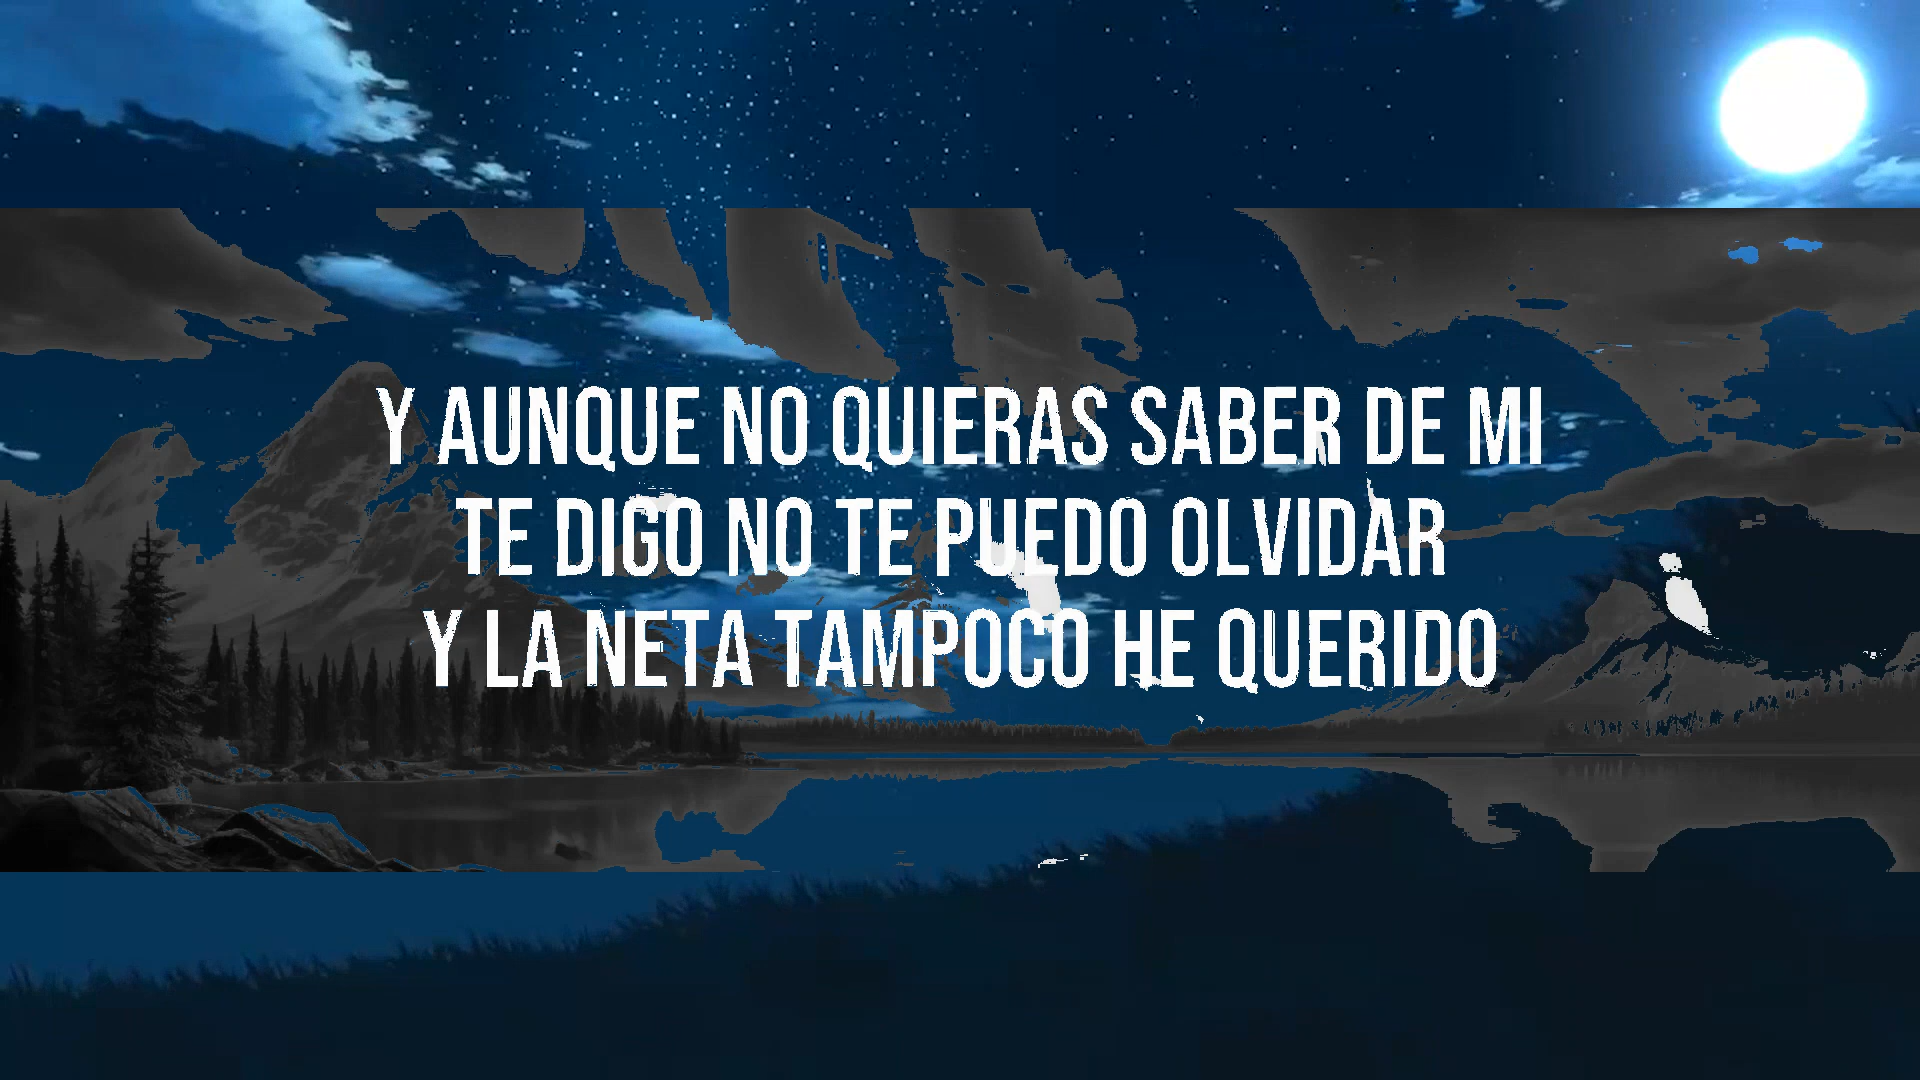 Y AUNQUE NO QUIERAS SABER DE MI
TE DIGO NO TE PUEDO OLVIDAR
Y LA NETA TAMPOCO HE QUERIDO